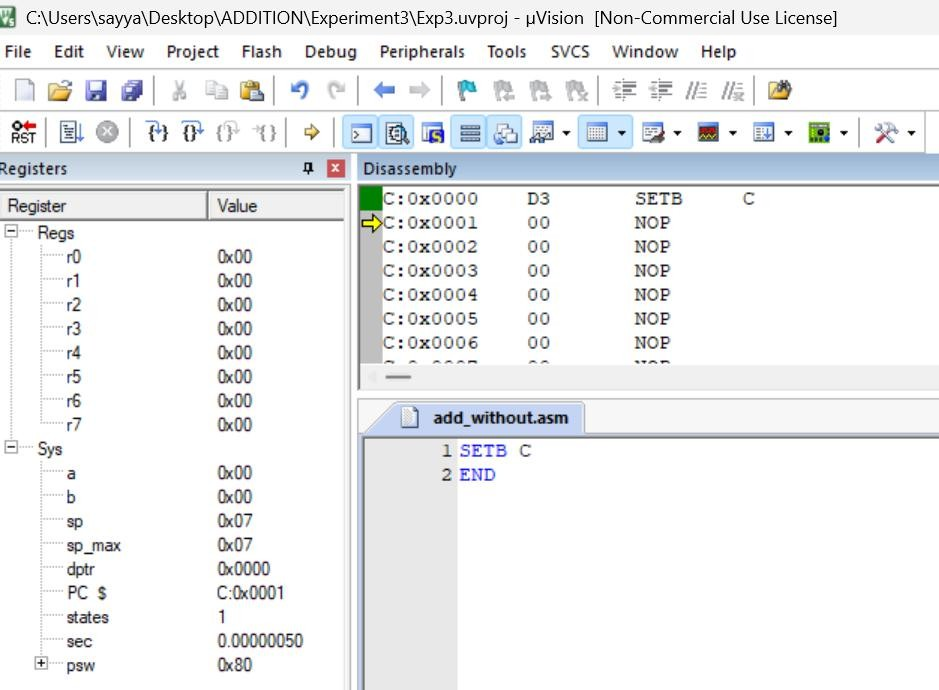 C:\Users\sayya\Desktop\ADDITION\Experiment3\Exp3.uvproj - µVision [Non-Commercial Use License]
File Edit View Project Flash Debug Peripherals Tools SVCS Window Help
RST
Registers
Register Value
Regs
r0 0x00
r1 0x00
r2 0x00
r3 0x00
r4 0x00
r5 0x00
r6 0x00
r7 0x00
Sys
a 0x00
b 0x00
sp 0x07
sp_max 0x07
dptr 0x0000
PC $ C:0x0001
states 1
sec 0.00000050
psw 0x80
Disassembly
C:0x0000 D3 SETB C
C:0x0001 00 NOP
C:0x0002 00 NOP
C:0x0003 00 NOP
C:0x0004 00 NOP
C:0x0005 00 NOP
C:0x0006 00 NOP
add_without.asm
1 SETB C
2 END